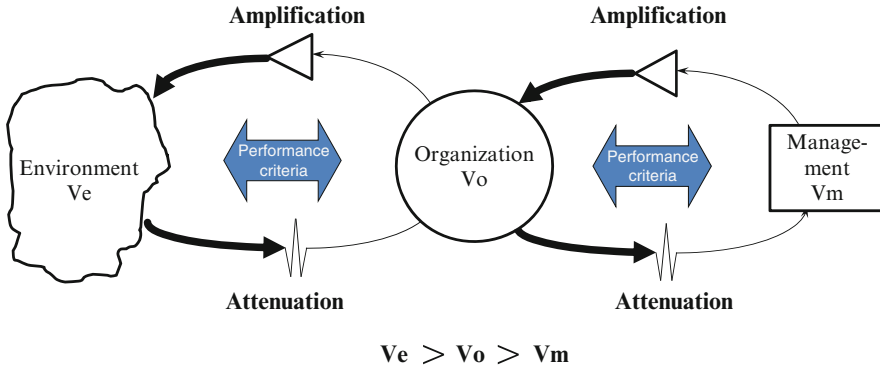 Amplification
Amplification
Environment
Ve
Performance
criteria
Organization
Vo
Performance
criteria
Manage-
ment
Vm
Attenuation
Attenuation
Ve > Vo > Vm